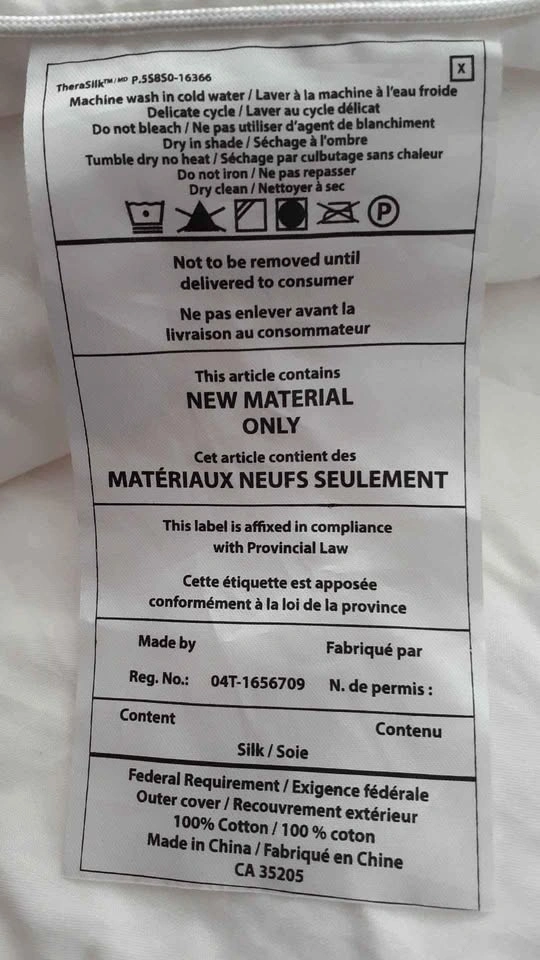 TheraSilk™/MD P.558S0-16366
X
Machine wash in cold water / Laver à la machine à l'eau froide
Delicate cycle / Laver au cycle délicat
Do not bleach / Ne pas utiliser d'agent de blanchiment
Dry in shade / Séchage à l'ombre
Tumble dry no heat / Séchage par culbutage sans chaleur
Do not iron / Ne pas repasser
Dry clean / Nettoyer à sec
P
Not to be removed until
delivered to consumer
Ne pas enlever avant la
livraison au consommateur
This article contains
NEW MATERIAL
ONLY
Cet article contient des
MATÉRIAUX NEUFS SEULEMENT
This label is affixed in compliance
with Provincial Law
Cette étiquette est apposée
conformément à la loi de la province
Made by Fabriqué par
Reg. No.: 04T-1656709 N. de permis :
Content Contenu
Silk / Soie
Federal Requirement / Exigence fédérale
Outer cover / Recouvrement extérieur
100% Cotton / 100 % coton
Made in China / Fabriqué en Chine
CA 35205